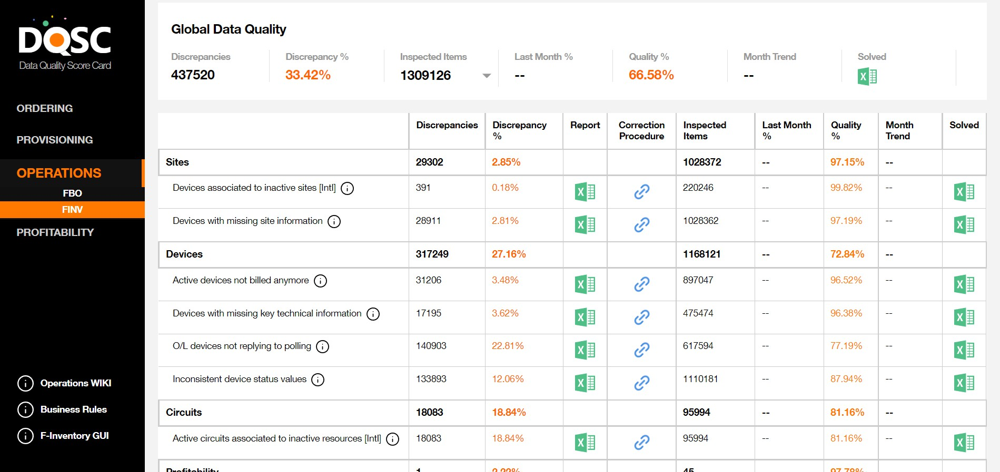 DQSC
Data Quality Score Card
ORDERING
PROVISIONING
OPERATIONS
FBO
FINV
PROFITABILITY
Operations WIKI
Business Rules
F-Inventory GUI
Global Data Quality
Discrepancies Discrepancy % Inspected Items Last Month % Quality % Month Trend Solved
437520 33.42% 1309126 -- 66.58% --
Discrepancies Discrepancy % Report Correction Procedure Inspected Items Last Month % Quality % Month Trend Solved
Sites 29302 2.85% 1028372 -- 97.15% --
Devices associated to inactive sites [Intl] 391 0.18% 220246 -- 99.82% --
Devices with missing site information 28911 2.81% 1028362 -- 97.19% --
Devices 317249 27.16% 1168121 -- 72.84% --
Active devices not billed anymore 31206 3.48% 897047 -- 96.52% --
Devices with missing key technical information 17195 3.62% 475474 -- 96.38% --
O/L devices not replying to polling 140903 22.81% 617594 -- 77.19% --
Inconsistent device status values 133893 12.06% 1110181 -- 87.94% --
Circuits 18083 18.84% 95994 -- 81.16% --
Active circuits associated to inactive resources [Intl] 18083 18.84% 95994 -- 81.16% --
Profitability 1 2.22% 45 97.78% --